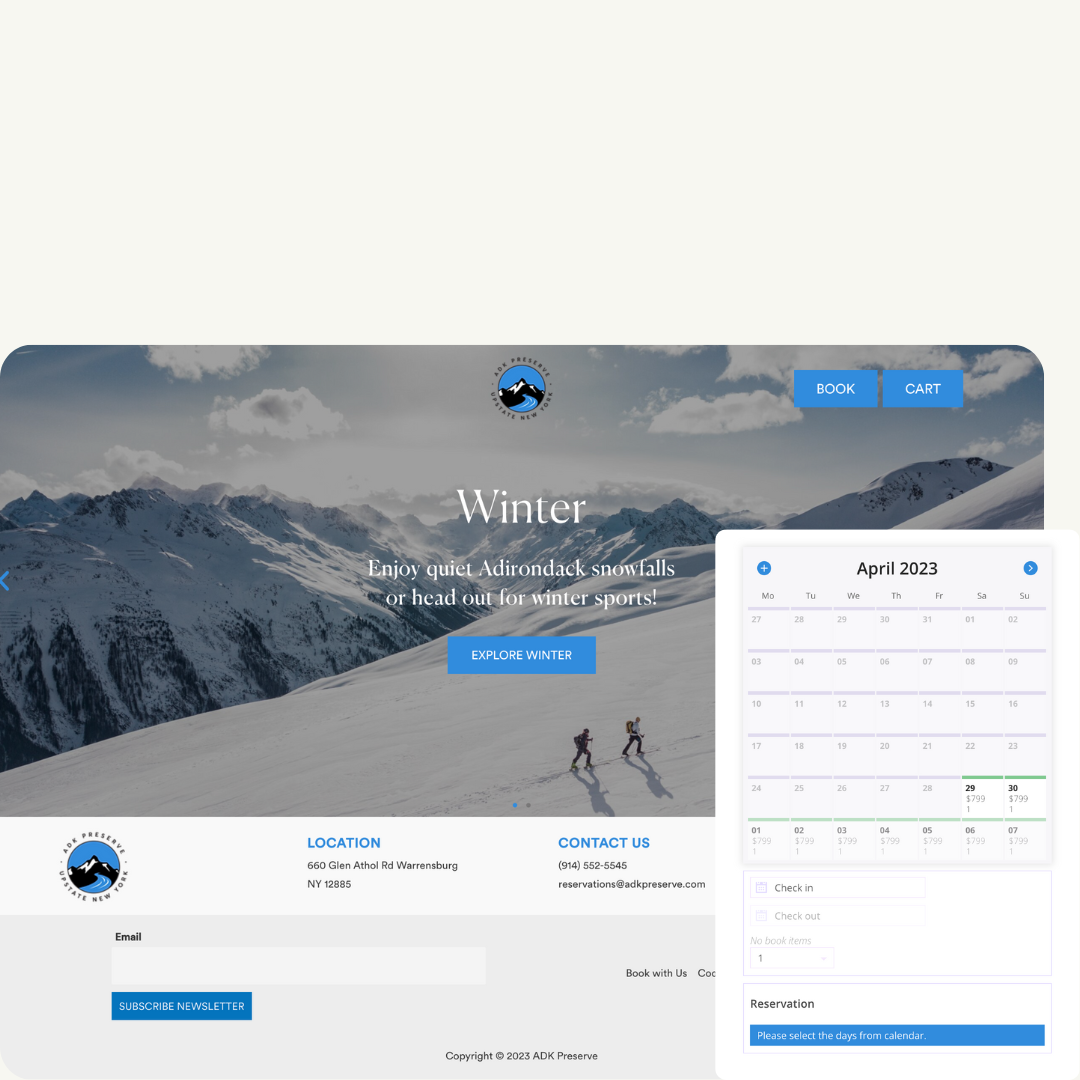 ADK PRESERVE
UPSTATE NEW YORK
BOOK
CART
Winter
Enjoy quiet Adirondack snowfalls
or head out for winter sports!
EXPLORE WINTER
ADK PRESERVE
UPSTATE NEW YORK
LOCATION
660 Glen Athol Rd Warrensburg
NY 12885
CONTACT US
(914) 552-5545
reservations@adkpreserve.com
Email
SUBSCRIBE NEWSLETTER
Book with Us
Copyright © 2023 ADK Preserve
April 2023
Mo Tu We Th Fr Sa Su
27 28 29 30 31 01 02
03 04 05 06 07 08 09
10 11 12 13 14 15 16
17 18 19 20 21 22 23
24 25 26 27 28 29 30
$799 $799
1 1
01 02 03 04 05 06 07
$799 $799 $799 $799 $799 $799 $799
1 1 1 1 1 1 1
Check in
Check out
No book items
1
Reservation
Please select the days from calendar.